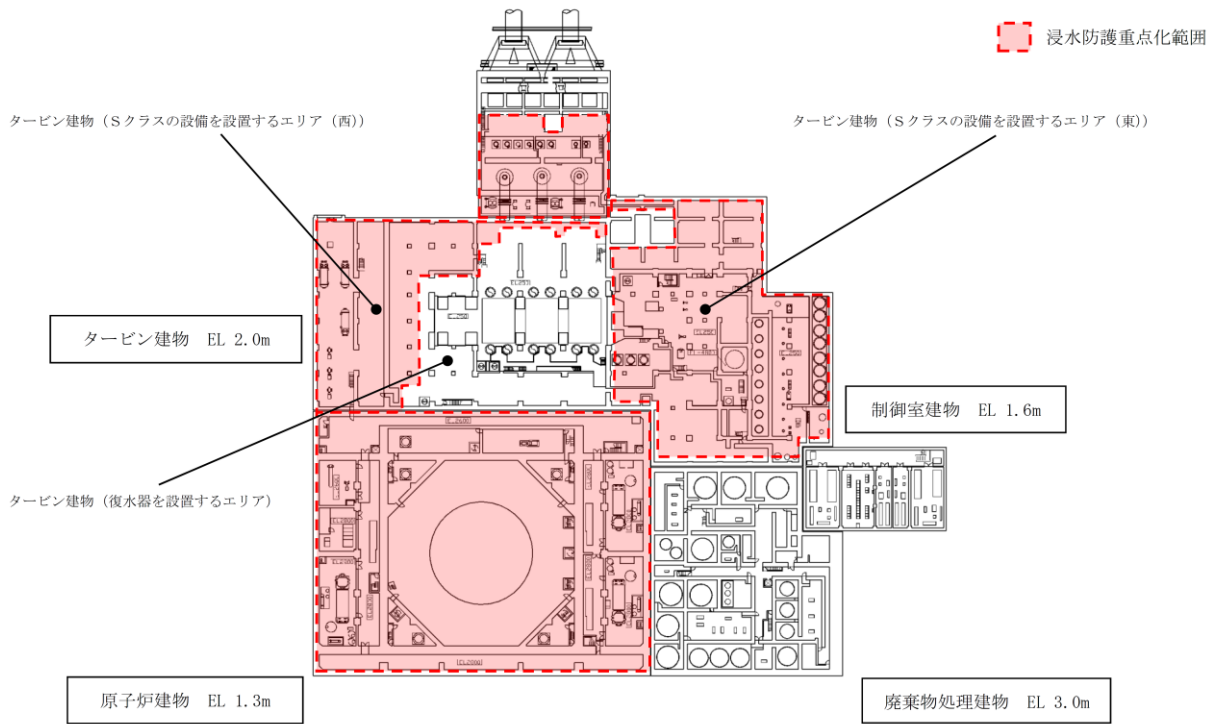 浸水防護重点化範囲
タービン建物（Ｓクラスの設備を設置するエリア（西））
タービン建物（Ｓクラスの設備を設置するエリア（東））
タービン建物　EL 2.0m
制御室建物　EL 1.6m
タービン建物（復水器を設置するエリア）
原子炉建物　EL 1.3m
廃棄物処理建物　EL 3.0m